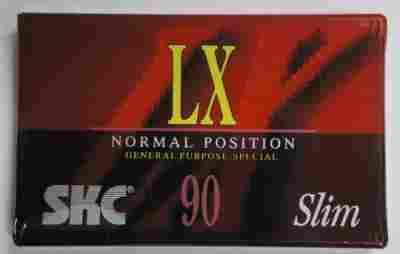 LX
NORMAL POSITION
GENERAL PURPOSE SPECIAL
SKC® 90 Slim